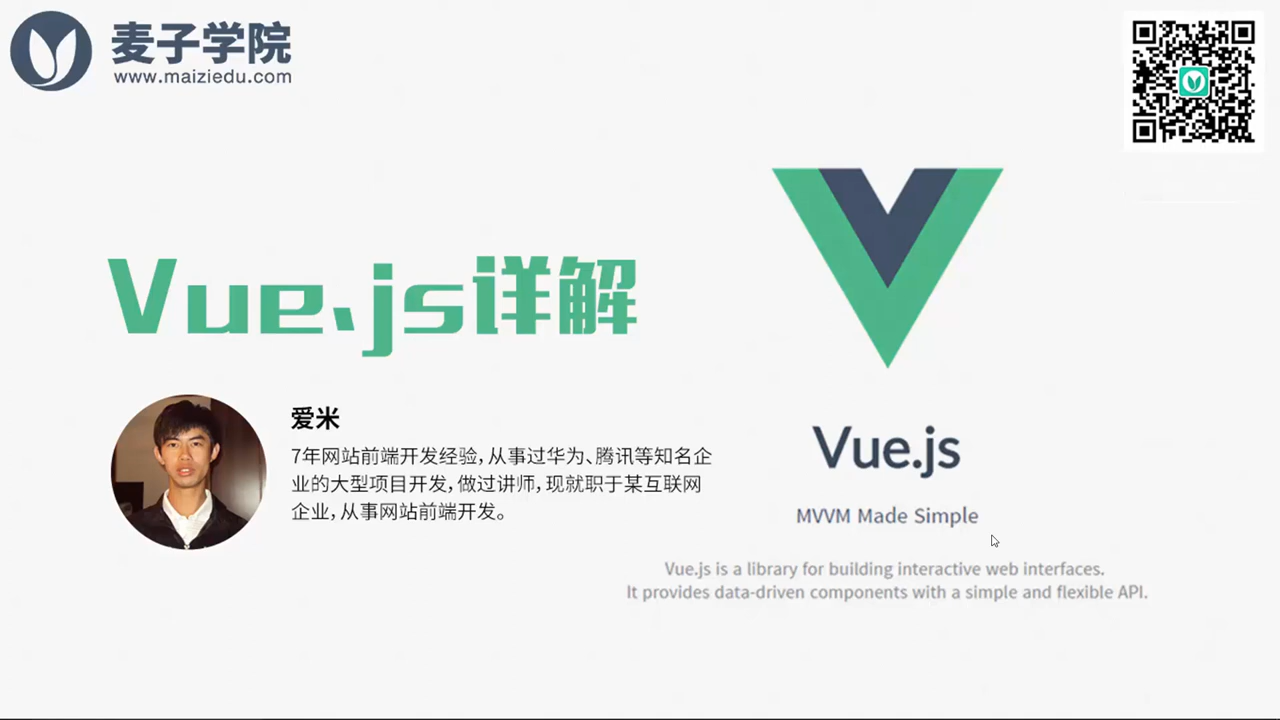 麦子学院
www.maiziedu.com
Vue.js详解
爱米
7年网站前端开发经验,从事过华为、腾讯等知名企
业的大型项目开发,做过讲师,现就职于某互联网
企业,从事网站前端开发。
Vue.js
MVVM Made Simple
Vue.js is a library for building interactive web interfaces.
It provides data-driven components with a simple and flexible API.